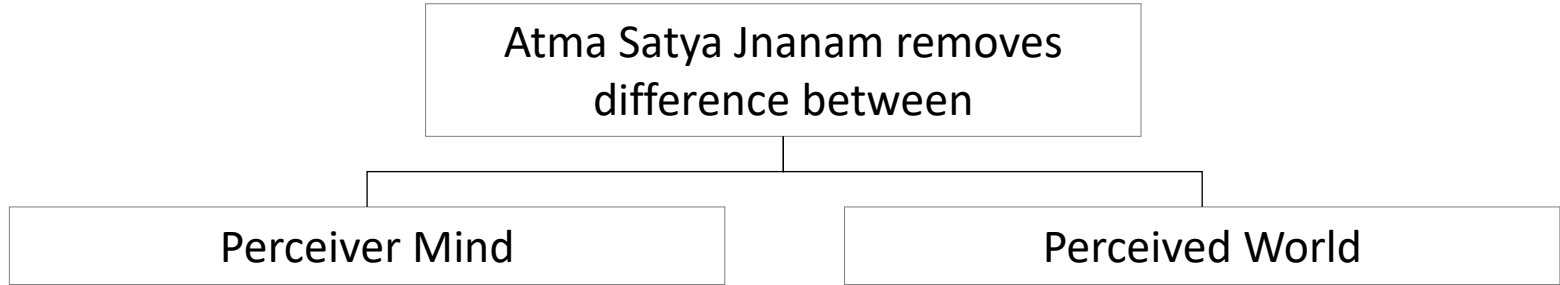 Atma Satya Jnanam removes
difference between
Perceiver Mind
Perceived World